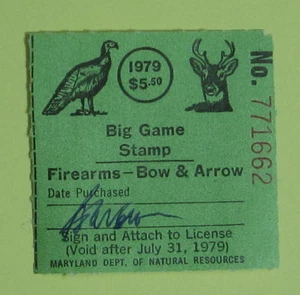 1979
$5.50
No. 771662
Big Game
Stamp
Firearms—Bow & Arrow
Date Purchased
Sign and Attach to License
(Void after July 31, 1979)
MARYLAND DEPT. OF NATURAL RESOURCES